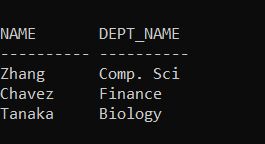 NAME       DEPT_NAME
---------- ----------
Zhang      Comp. Sci
Chavez     Finance
Tanaka     Biology